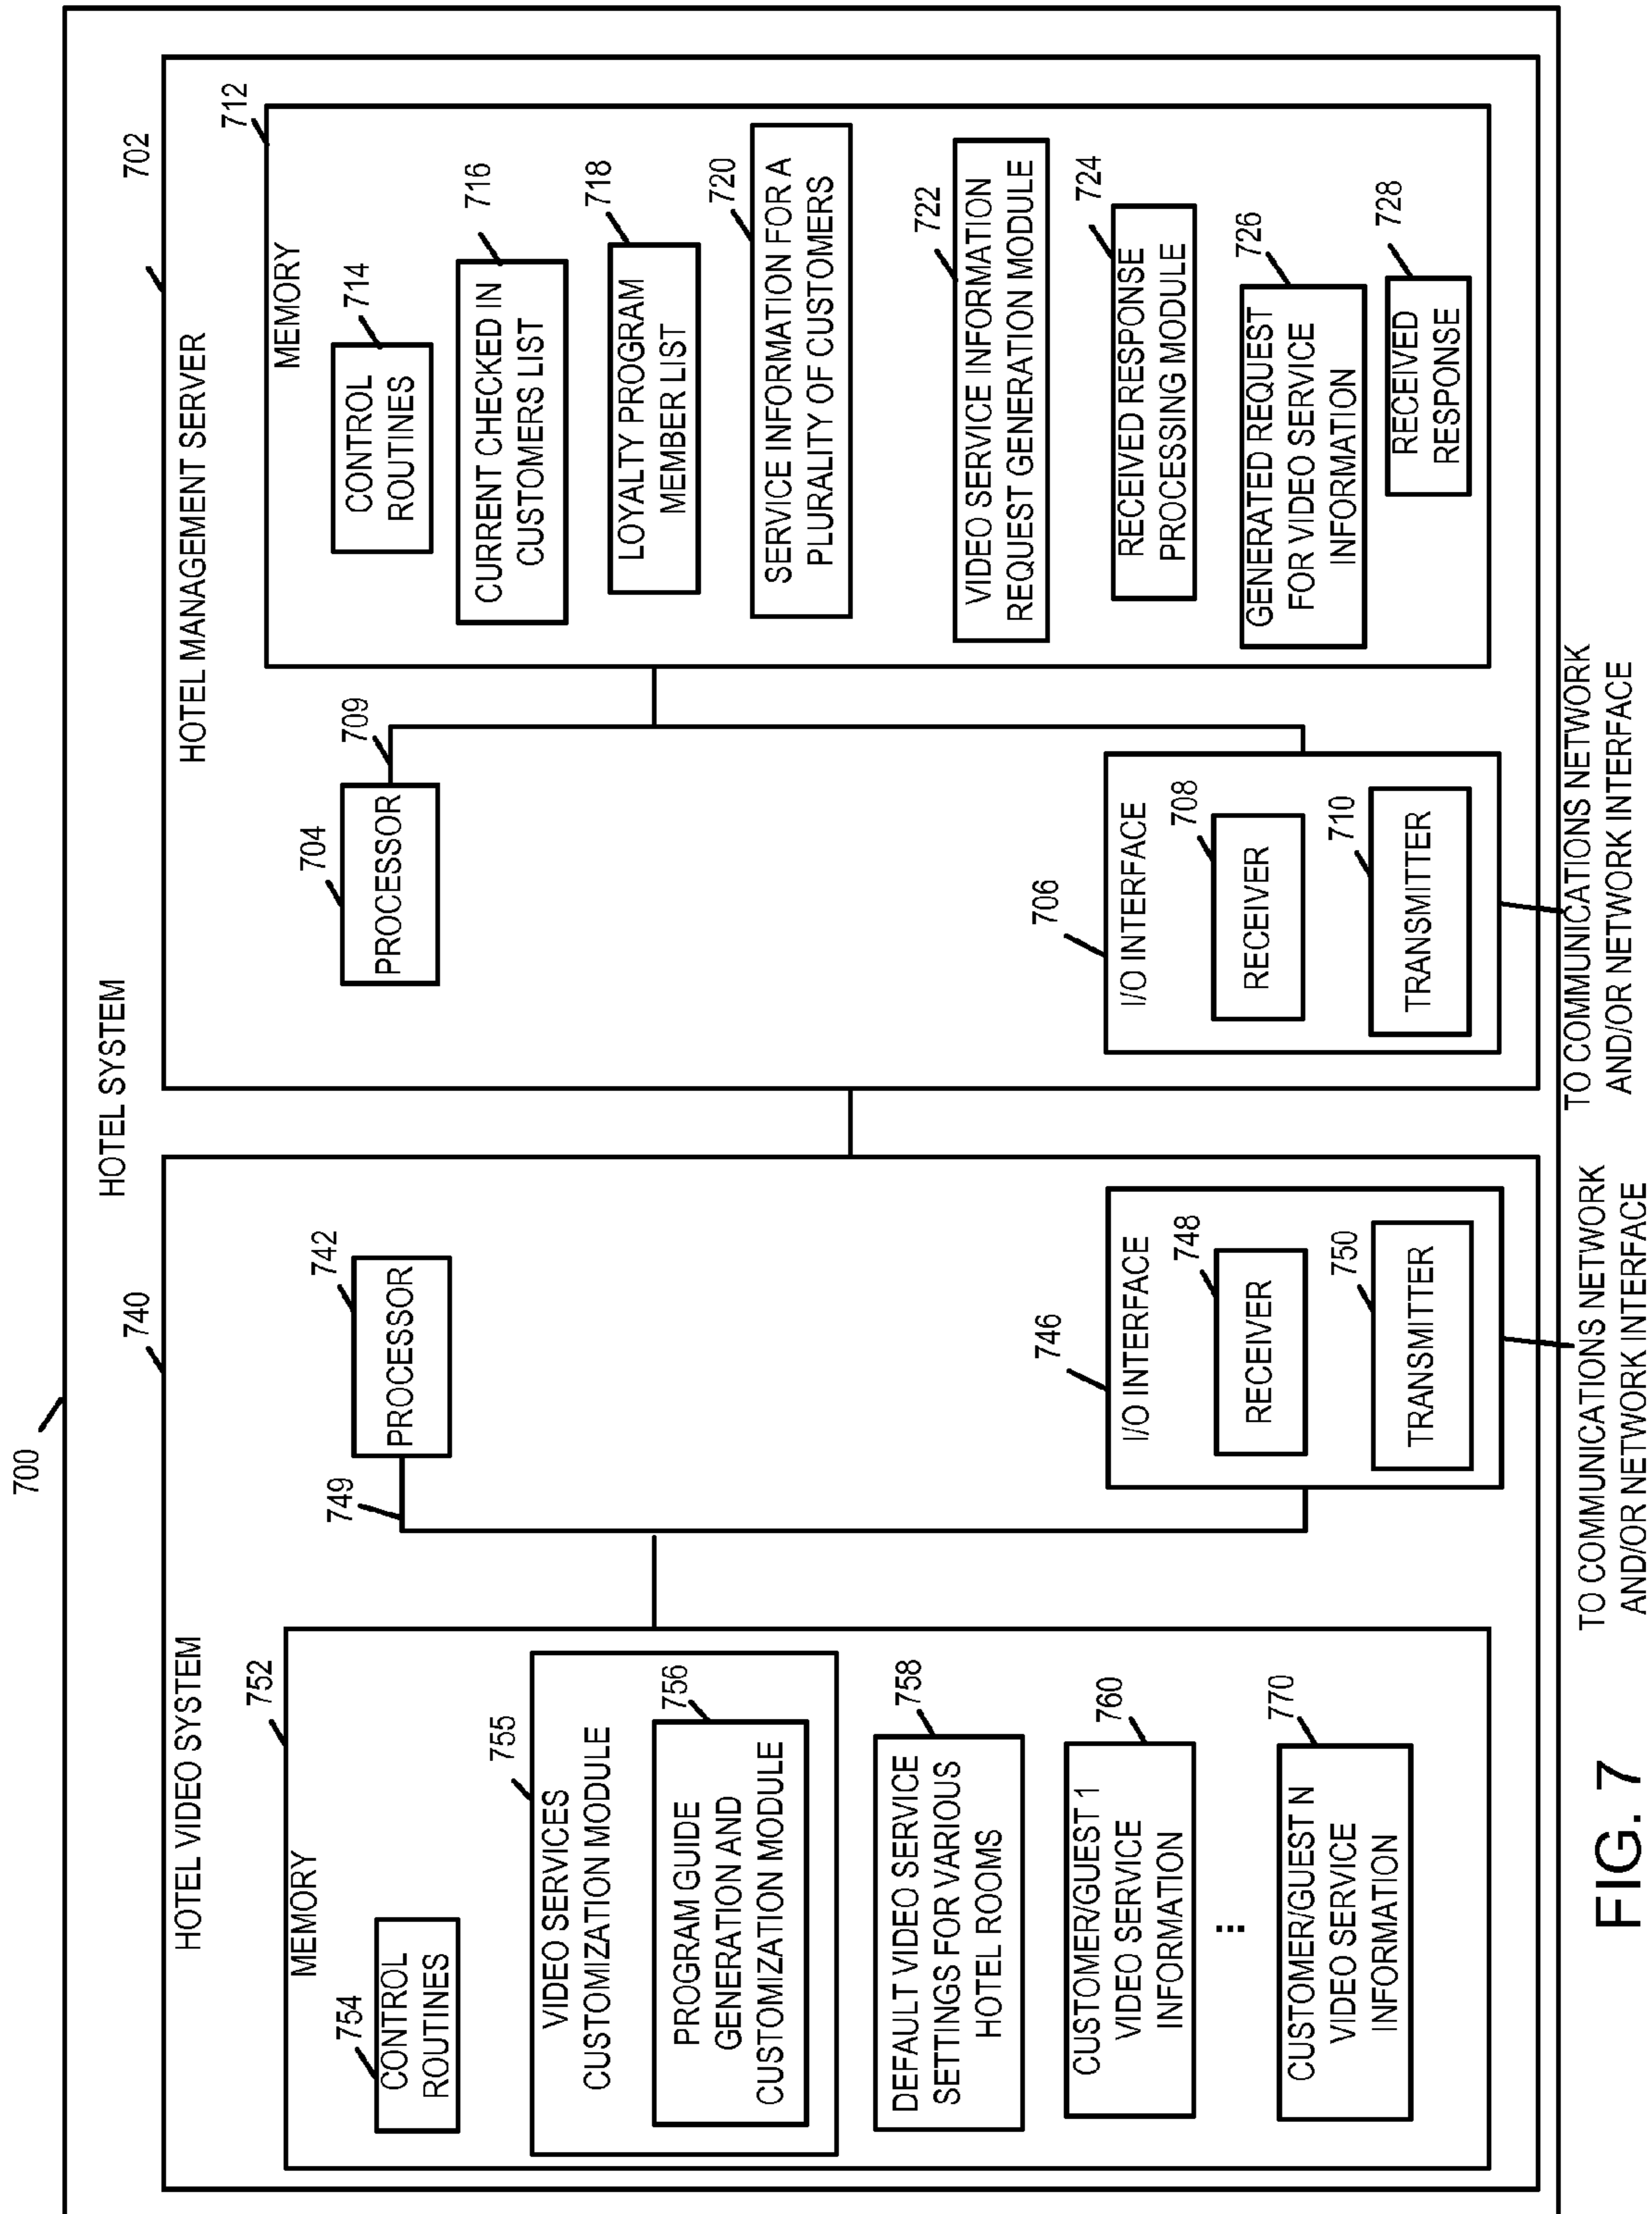 700
HOTEL SYSTEM
740
HOTEL VIDEO SYSTEM
752
MEMORY
754
CONTROL
ROUTINES
755
VIDEO SERVICES
CUSTOMIZATION MODULE
756
PROGRAM GUIDE
GENERATION AND
CUSTOMIZATION MODULE
758
DEFAULT VIDEO SERVICE
SETTINGS FOR VARIOUS
HOTEL ROOMS
760
CUSTOMER/GUEST 1
VIDEO SERVICE
INFORMATION
...
770
CUSTOMER/GUEST N
VIDEO SERVICE
INFORMATION
742
PROCESSOR
749
746
I/O INTERFACE
748
RECEIVER
750
TRANSMITTER
TO COMMUNICATIONS NETWORK
AND/OR NETWORK INTERFACE
702
HOTEL MANAGEMENT SERVER
704
PROCESSOR
709
706
I/O INTERFACE
708
RECEIVER
710
TRANSMITTER
TO COMMUNICATIONS NETWORK
AND/OR NETWORK INTERFACE
712
MEMORY
714
CONTROL
ROUTINES
716
CURRENT CHECKED IN
CUSTOMERS LIST
718
LOYALTY PROGRAM
MEMBER LIST
720
SERVICE INFORMATION FOR A
PLURALITY OF CUSTOMERS
722
VIDEO SERVICE INFORMATION
REQUEST GENERATION MODULE
724
RECEIVED RESPONSE
PROCESSING MODULE
726
GENERATED REQUEST
FOR VIDEO SERVICE
INFORMATION
728
RECEIVED
RESPONSE
FIG. 7